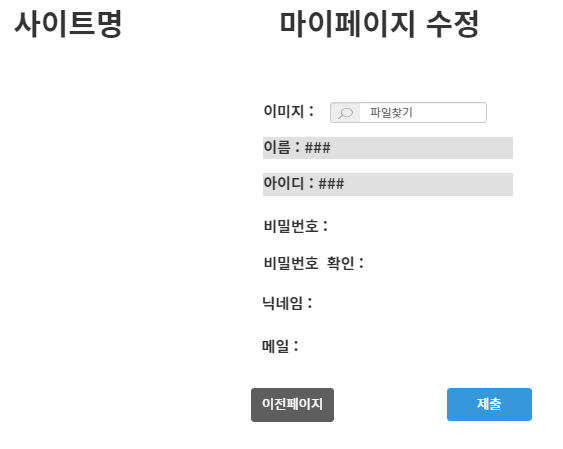 사이트명
마이페이지 수정
이미지 :
파일찾기
이름 : ###
아이디 : ###
비밀번호 :
비밀번호 확인 :
닉네임 :
메일 :
이전페이지
제출